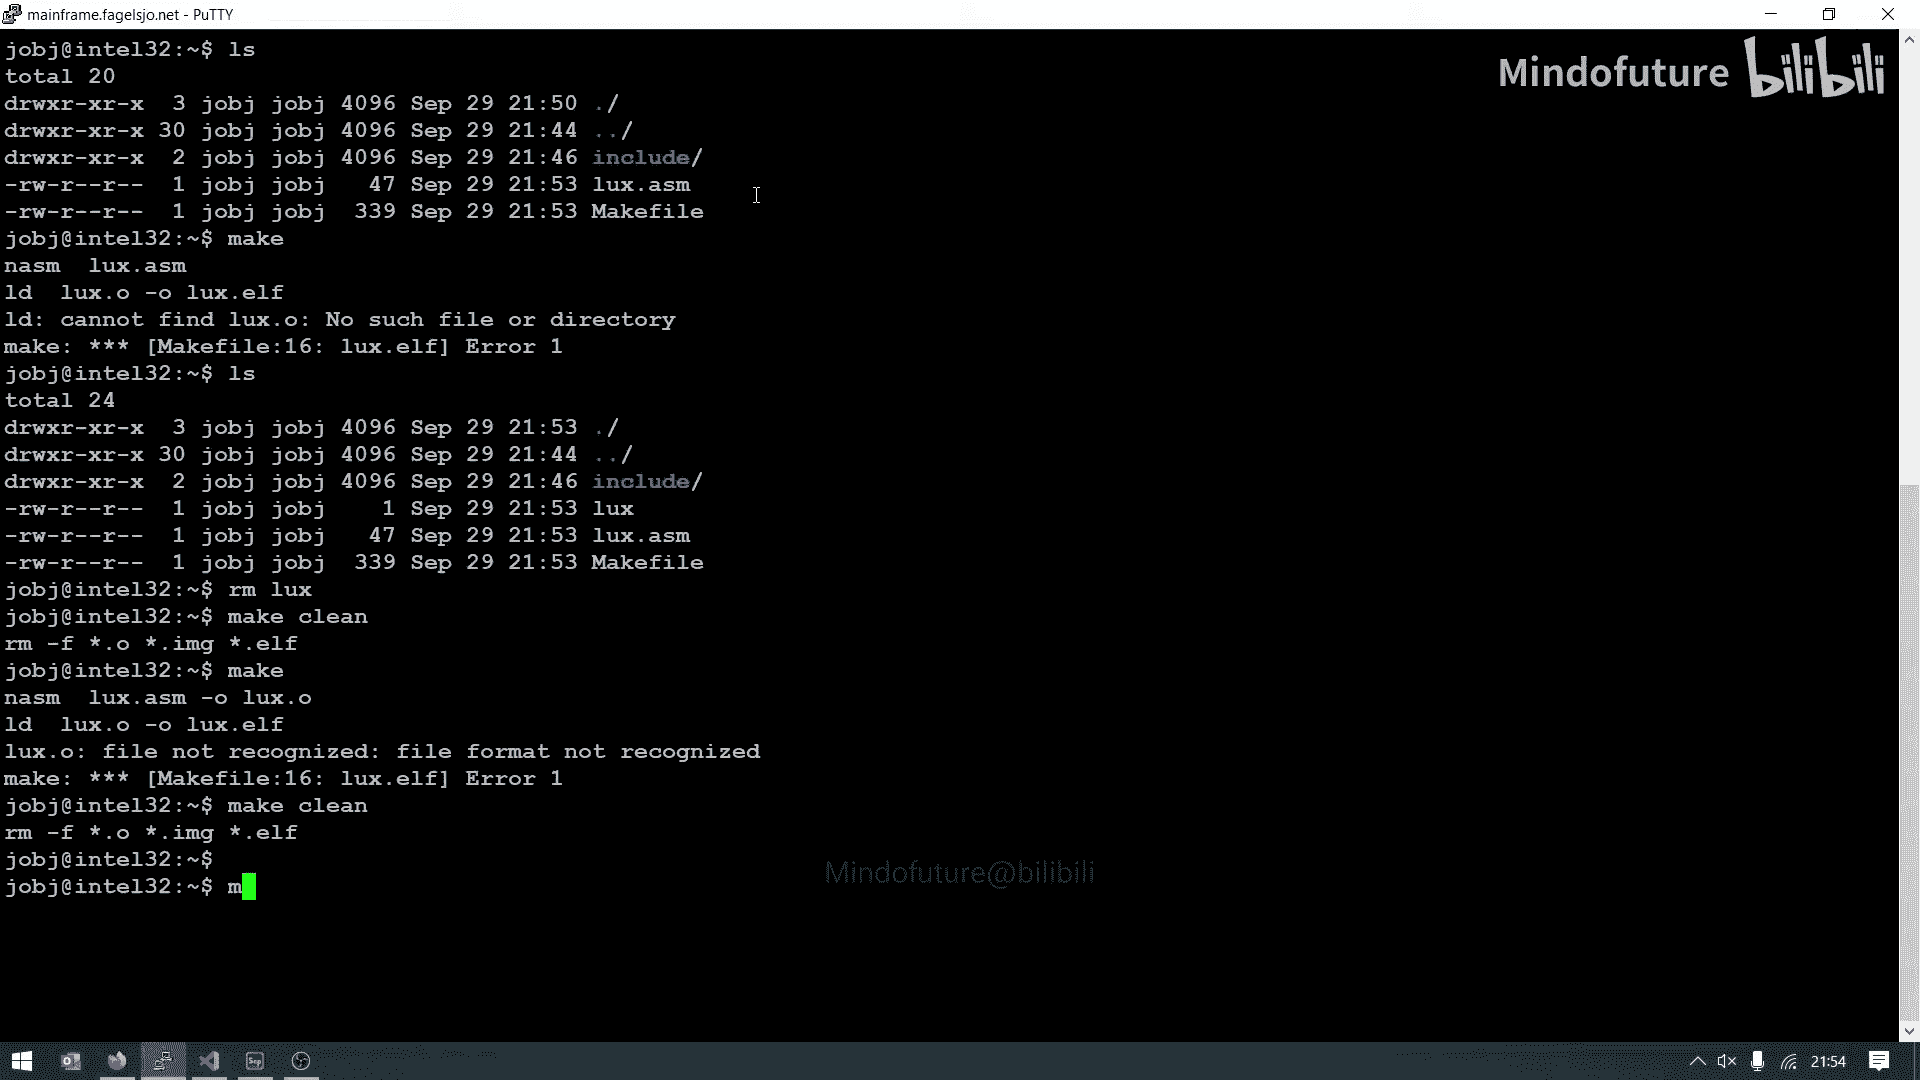 mainframe.fagelsjo.net - PuTTY
jobj@intel32:~$ ls
total 20
drwxr-xr-x  3 jobj jobj 4096 Sep 29 21:50 ./
drwxr-xr-x 30 jobj jobj 4096 Sep 29 21:44 ../
drwxr-xr-x  2 jobj jobj 4096 Sep 29 21:46 include/
-rw-r--r--  1 jobj jobj   47 Sep 29 21:53 lux.asm
-rw-r--r--  1 jobj jobj  339 Sep 29 21:53 Makefile
jobj@intel32:~$ make
nasm  lux.asm
ld  lux.o -o lux.elf
ld: cannot find lux.o: No such file or directory
make: *** [Makefile:16: lux.elf] Error 1
jobj@intel32:~$ ls
total 24
drwxr-xr-x  3 jobj jobj 4096 Sep 29 21:53 ./
drwxr-xr-x 30 jobj jobj 4096 Sep 29 21:44 ../
drwxr-xr-x  2 jobj jobj 4096 Sep 29 21:46 include/
-rw-r--r--  1 jobj jobj    1 Sep 29 21:53 lux
-rw-r--r--  1 jobj jobj   47 Sep 29 21:53 lux.asm
-rw-r--r--  1 jobj jobj  339 Sep 29 21:53 Makefile
jobj@intel32:~$ rm lux
jobj@intel32:~$ make clean
rm -f *.o *.img *.elf
jobj@intel32:~$ make
nasm  lux.asm -o lux.o
ld  lux.o -o lux.elf
lux.o: file not recognized: file format not recognized
make: *** [Makefile:16: lux.elf] Error 1
jobj@intel32:~$ make clean
rm -f *.o *.img *.elf
jobj@intel32:~$
jobj@intel32:~$ m
Mindofuture bilibili
Mindofuture@bilibili
21:54